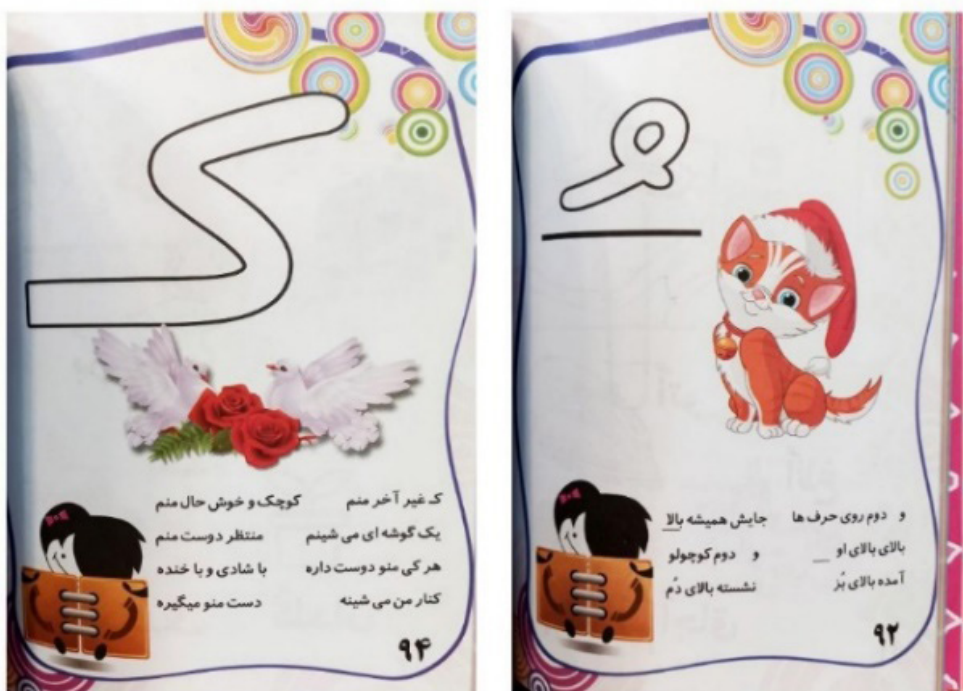 کـ
کـ غیر آخر منم کوچک و خوش حال منم
یک گوشه ای می شینم منتظر دوست منم
هر کی منو دوست داره با شادی و با خنده
کنار من می شینه دست منو میگیره
۹۴
و
و دوم روی حرف ها جایش همیشه بالا
بالای بالای او __ و دوم کوچولو
آمده بالای بُز نشسته بالای دُم
۹۲